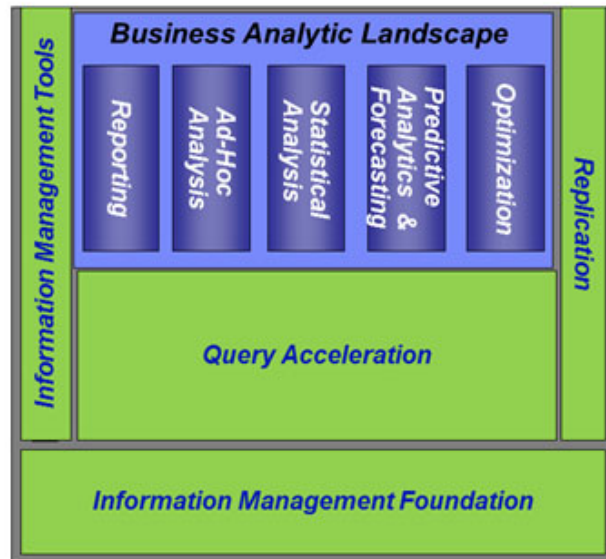 Business Analytic Landscape
Information Management Tools
Reporting
Ad-Hoc
Analysis
Statistical
Analysis
Predictive
Analytics &
Forecasting
Optimization
Replication
Query Acceleration
Information Management Foundation